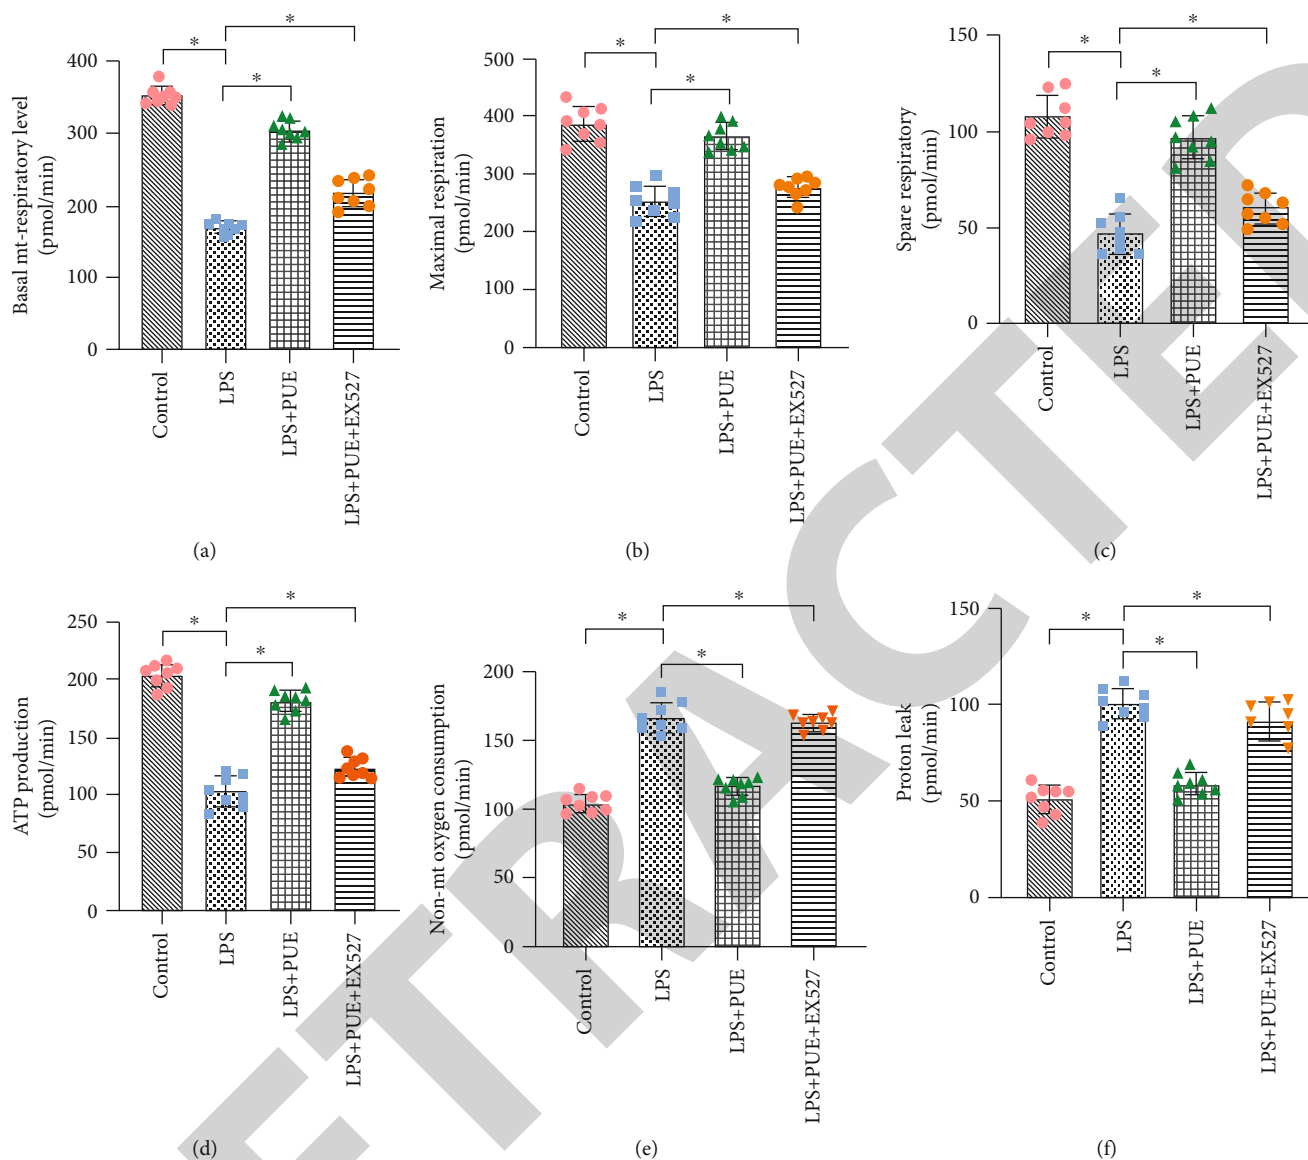 Basal mt-respiratory level
(pmol/min)
400
300
200
100
0
*
*
*
Control
LPS
LPS+PUE
LPS+PUE+EX527
(a)
Maximal respiration
(pmol/min)
500
400
300
200
100
0
*
*
*
Control
LPS
LPS+PUE
LPS+PUE+EX527
(b)
Spare respiratory
(pmol/min)
150
100
50
0
*
*
*
Control
LPS
LPS+PUE
LPS+PUE+EX527
(c)
ATP production
(pmol/min)
250
200
150
100
50
0
*
*
*
Control
LPS
LPS+PUE
LPS+PUE+EX527
(d)
Non-mt oxygen consumption
(pmol/min)
200
150
100
50
0
*
*
*
Control
LPS
LPS+PUE
LPS+PUE+EX527
(e)
Proton leak
(pmol/min)
150
100
50
0
*
*
*
Control
LPS
LPS+PUE
LPS+PUE+EX527
(f)
ETRACTE